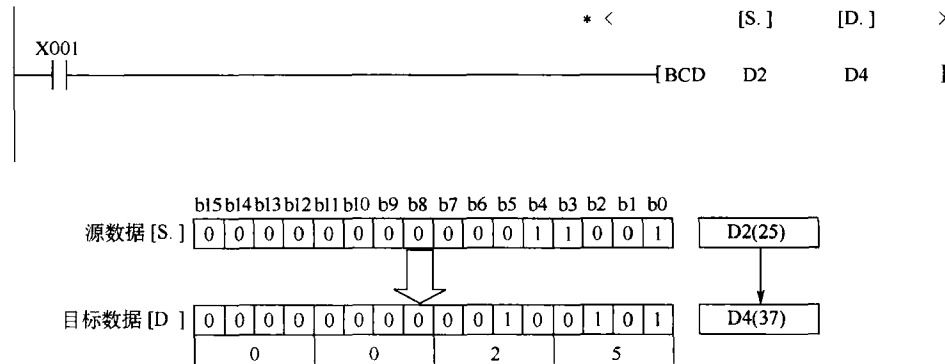 * < [S. ] [D. ] >
X001
[ BCD D2 D4 ]
b15 b14 b13 b12 b11 b10 b9 b8 b7 b6 b5 b4 b3 b2 b1 b0
源数据 [S. ] 0 0 0 0 0 0 0 0 0 0 0 1 1 0 0 1 D2(25)
目标数据 [D ] 0 0 0 0 0 0 0 0 0 0 1 0 0 1 0 1 D4(37)
0 0 2 5